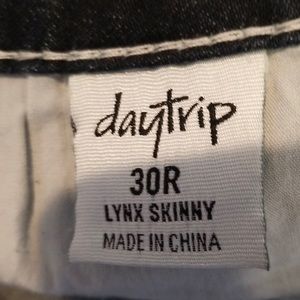 daytrip
30R
LYNX SKINNY
MADE IN CHINA